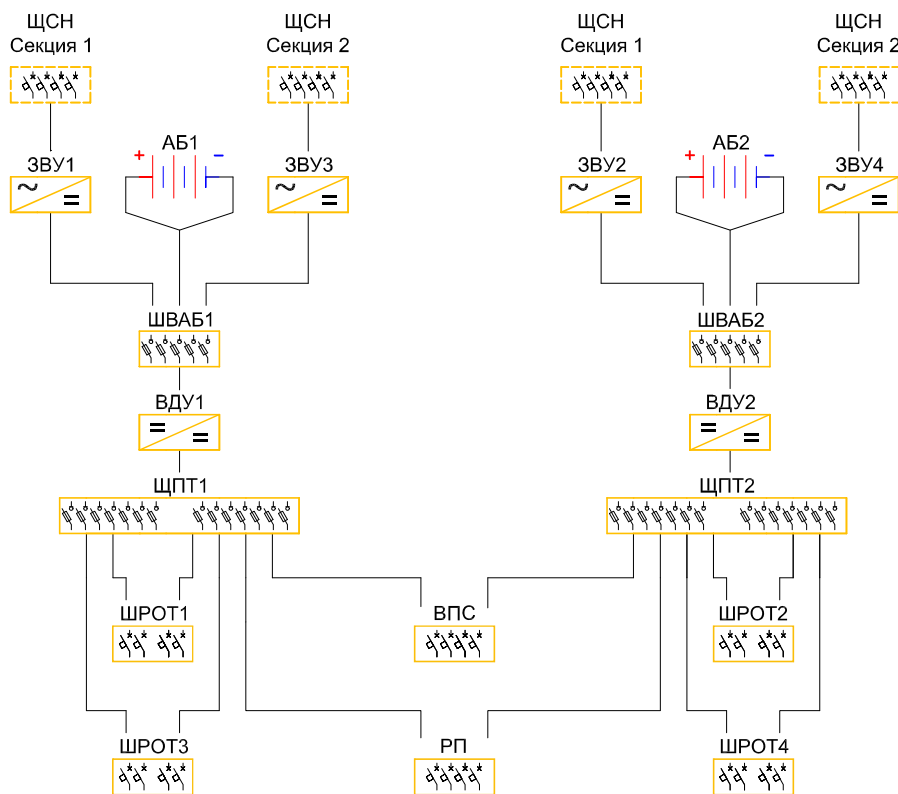 ЩСН
Секция 1
ЩСН
Секция 2
ЩСН
Секция 1
ЩСН
Секция 2
АБ1
АБ2
+
−
+
−
ЗВУ1
ЗВУ3
ЗВУ2
ЗВУ4
ШВАБ1
ШВАБ2
ВДУ1
ВДУ2
ЩПТ1
ЩПТ2
ШРОТ1
ВПС
ШРОТ2
ШРОТ3
РП
ШРОТ4